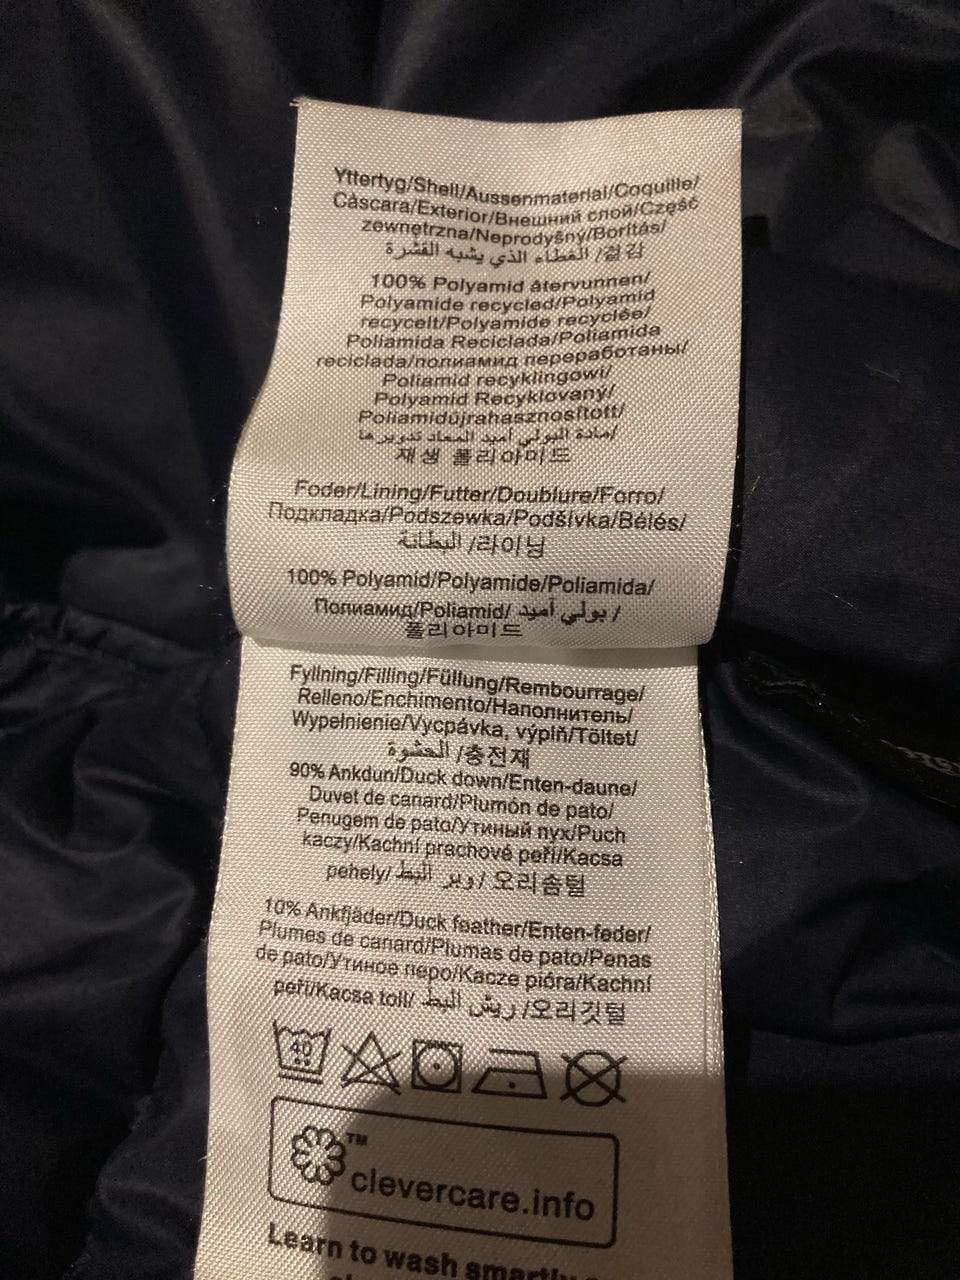 Yttertyg/Shell/Aussenmaterial/Coquille/
Càscara/Exterior/Внешний слой/Część
zewnętrzna/Neprodyšný/Borítás/
الغطاء الذي يشبه القشرة /겉감
100% Polyamid återvunnen/
Polyamide recycled/Polyamid
recycelt/Polyamide recyclée/
Poliamida Reciclada/Poliamida
reciclada/полиамид переработаны/
Poliamid recyklingowi/
Polyamid Recyklovaný/
Poliamidújrahasznosított/
مادة البولي أميد المعاد تدويرها/
재생 폴리아미드
Foder/Lining/Futter/Doublure/Forro/
Подкладка/Podszewka/Podšívka/Bélés/
البطانة /라이닝
100% Polyamid/Polyamide/Poliamida/
Полиамид/Poliamid/ بولي أميد /
폴리아미드
Fyllning/Filling/Füllung/Rembourrage/
Relleno/Enchimento/Наполнитель/
Wypełnienie/Vycpávka, výplň/Töltet/
الحشوة /충전재
90% Ankdun/Duck down/Enten-daune/
Duvet de canard/Plumón de pato/
Penugem de pato/Утиный пух/Puch
kaczy/Kachní prachové peří/Kacsa
pehely/ وبر البط /오리솜털
10% Ankfjäder/Duck feather/Enten-feder/
Plumes de canard/Plumas de pato/Penas
de pato/Утиное перо/Kacze pióra/Kachní
peří/Kacsa toll/ ريش البط /오리깃털
40
TM
clevercare.info
Learn to wash smartly